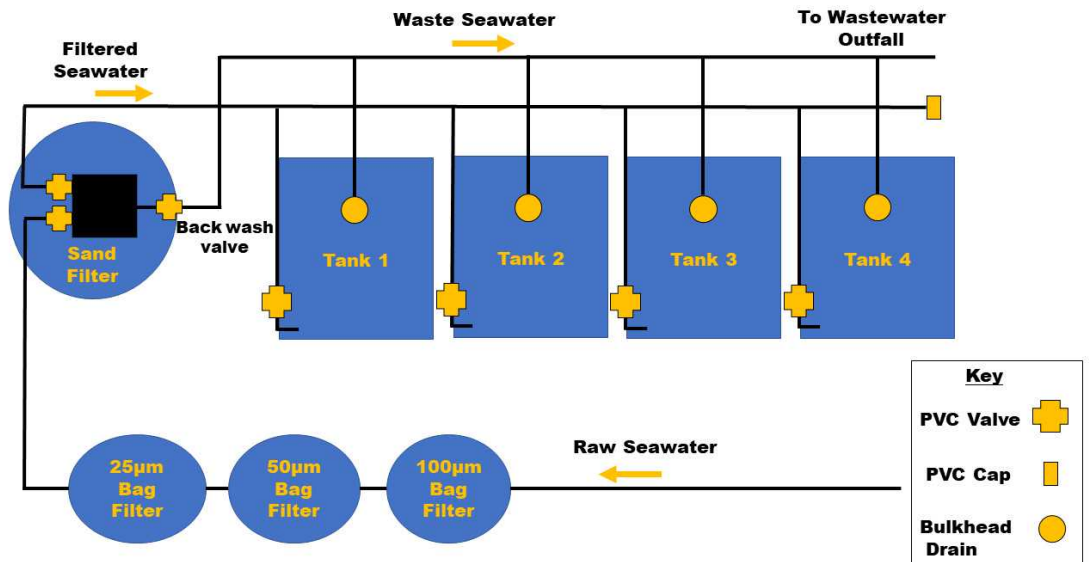 Waste Seawater
To Wastewater
Outfall
Filtered
Seawater
Back wash
valve
Sand
Filter
Tank 1
Tank 2
Tank 3
Tank 4
25µm
Bag
Filter
50µm
Bag
Filter
100µm
Bag
Filter
Raw Seawater
Key
PVC Valve
PVC Cap
Bulkhead
Drain